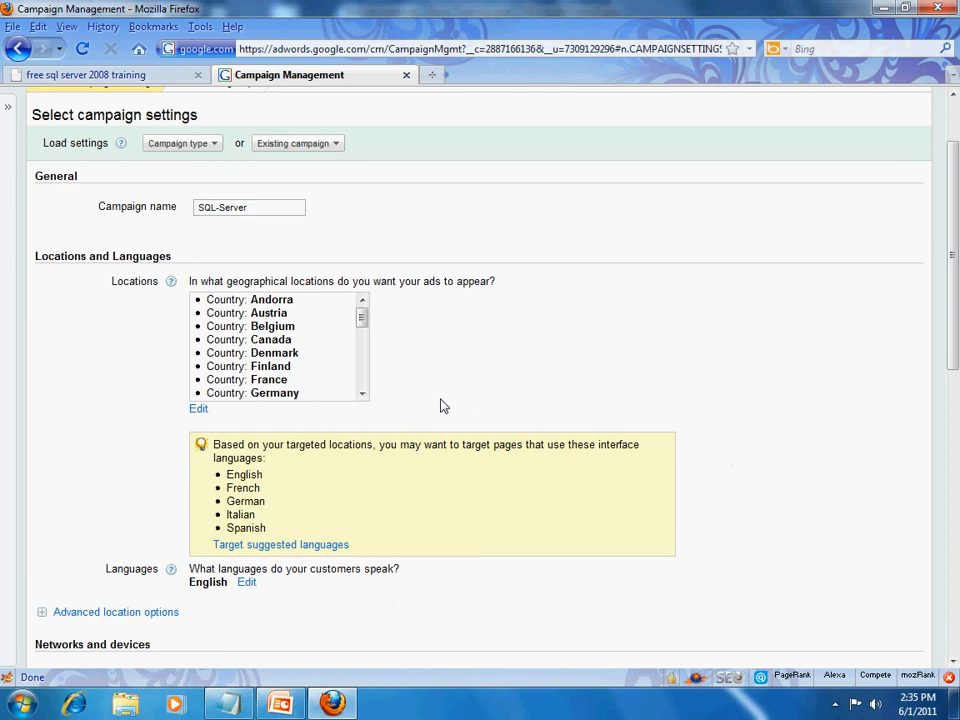 Campaign Management - Mozilla Firefox
File Edit View History Bookmarks Tools Help
google.com https://adwords.google.com/cm/CampaignMgmt?__c=2887166136&__u=7309129296#n.CAMPAIGNSETTINGS Bing
free sql server 2008 training Campaign Management
Select campaign settings
Load settings Campaign type or Existing campaign
General
Campaign name SQL-Server
Locations and Languages
Locations In what geographical locations do you want your ads to appear?
Country: Andorra
Country: Austria
Country: Belgium
Country: Canada
Country: Denmark
Country: Finland
Country: France
Country: Germany
Edit
Based on your targeted locations, you may want to target pages that use these interface
languages:
English
French
German
Italian
Spanish
Target suggested languages
Languages What languages do your customers speak?
English Edit
Advanced location options
Networks and devices
Done SEO PageRank Alexa Compete mozRank
2:35 PM
6/1/2011